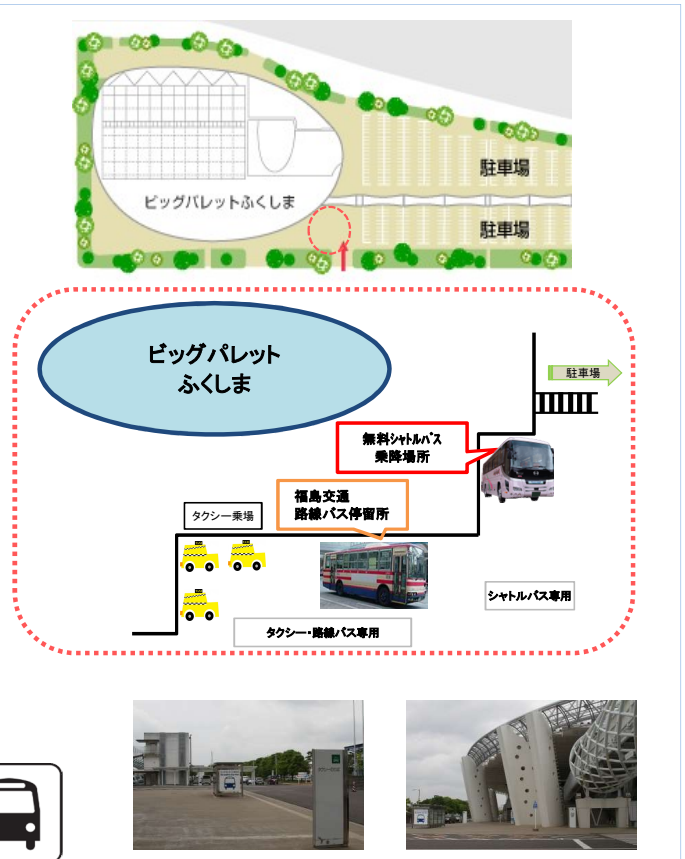 駐車場
ビッグパレットふくしま
駐車場
ビッグパレット
ふくしま
駐車場
無料シャトルバス
乗降場所
福島交通
路線バス停留所
タクシー乗場
シャトルバス専用
タクシー・路線バス専用